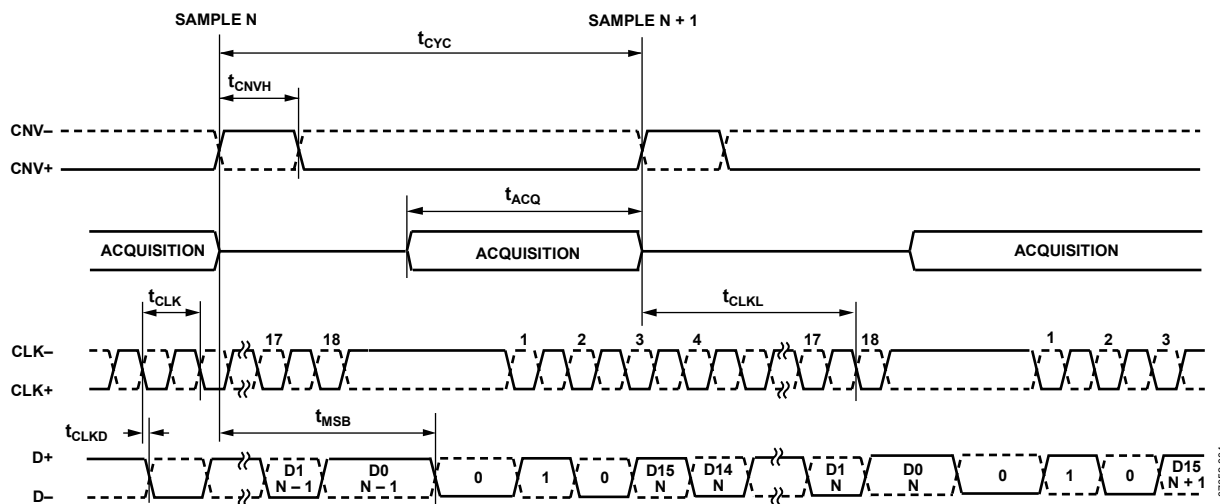 SAMPLE N SAMPLE N + 1
tCYC
tCNVH
CNV–
CNV+
tACQ
ACQUISITION ACQUISITION ACQUISITION
tCLK tCLKL
17 18 1 2 3 4 17 18 1 2 3
CLK–
CLK+
tCLKD tMSB
D+ D1 N – 1 D0 N – 1 0 1 0 D15 N D14 N D1 N D0 N 0 1 0 D15 N + 1
D–